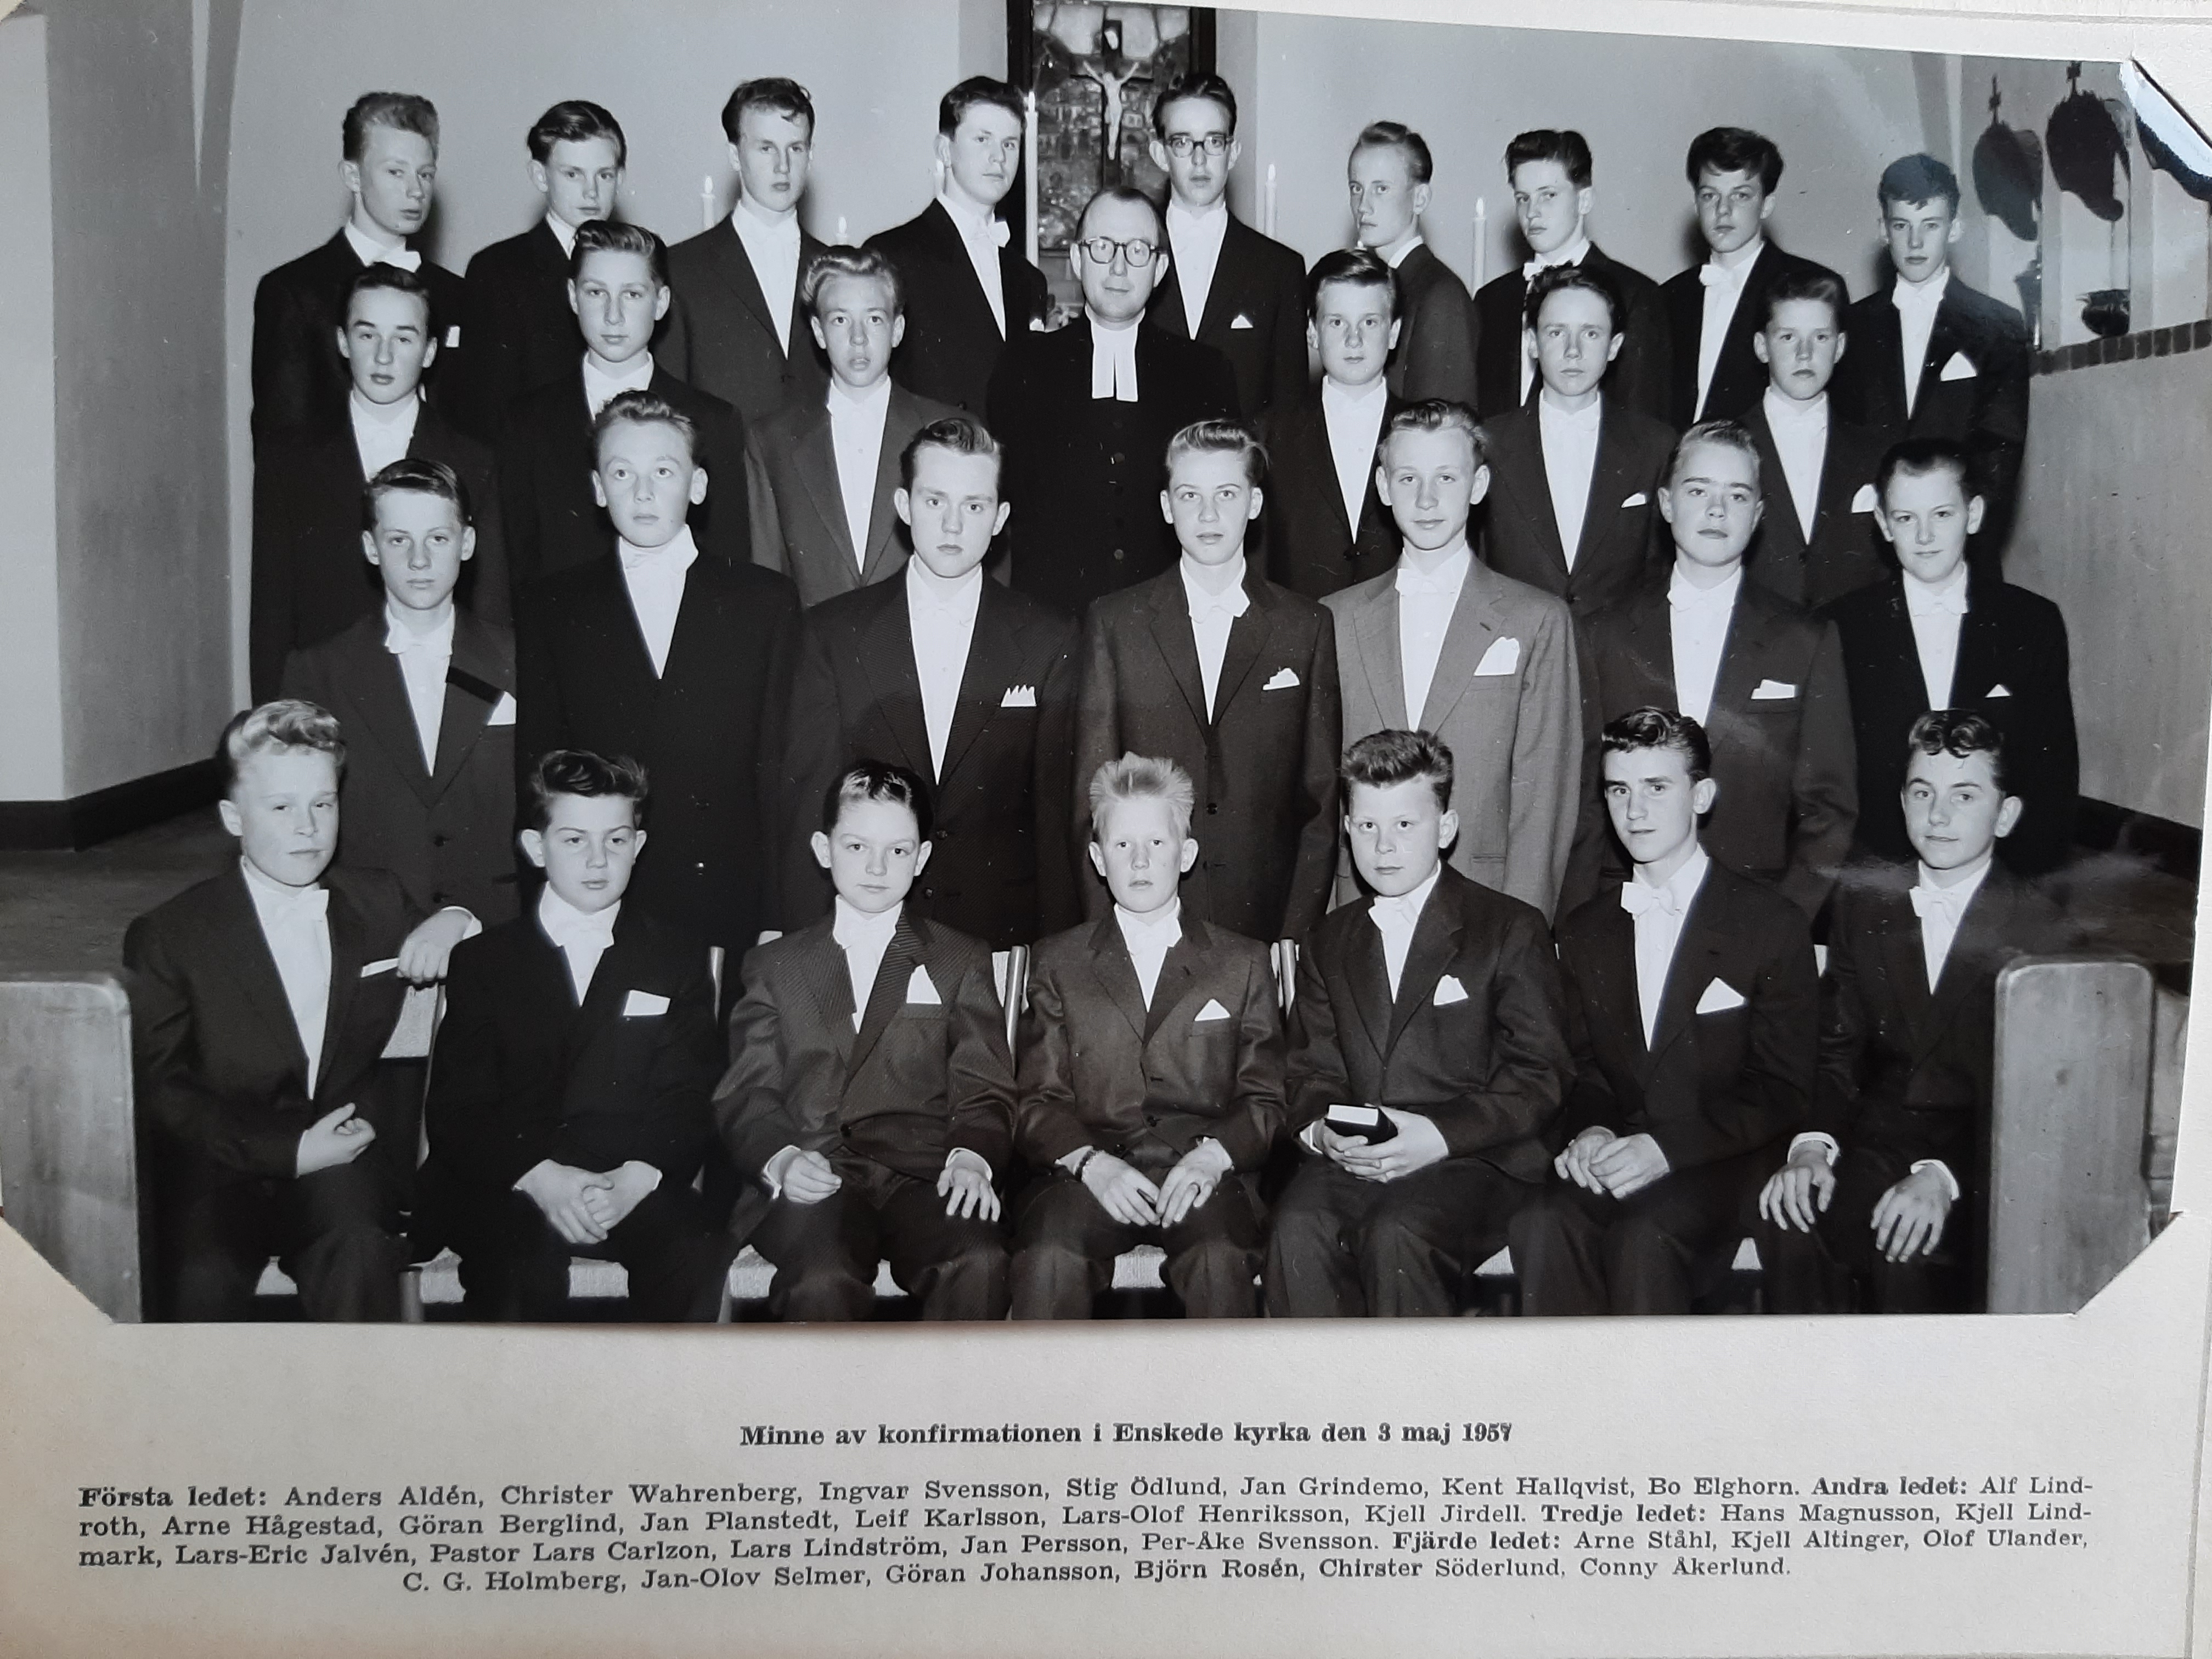 Minne av konfirmationen i Enskede kyrka den 3 maj 1957
Första ledet: Anders Aldén, Christer Wahrenberg, Ingvar Svensson, Stig Ödlund, Jan Grindemo, Kent Hallqvist, Bo Elghorn. Andra ledet: Alf Lind-
roth, Arne Hågestad, Göran Berglind, Jan Planstedt, Leif Karlsson, Lars-Olof Henriksson, Kjell Jirdell. Tredje ledet: Hans Magnusson, Kjell Lind-
mark, Lars-Eric Jalvén, Pastor Lars Carlzon, Lars Lindström, Jan Persson, Per-Åke Svensson. Fjärde ledet: Arne Ståhl, Kjell Altinger, Olof Ulander,
C. G. Holmberg, Jan-Olov Selmer, Göran Johansson, Björn Rosén, Chirster Söderlund, Conny Åkerlund.